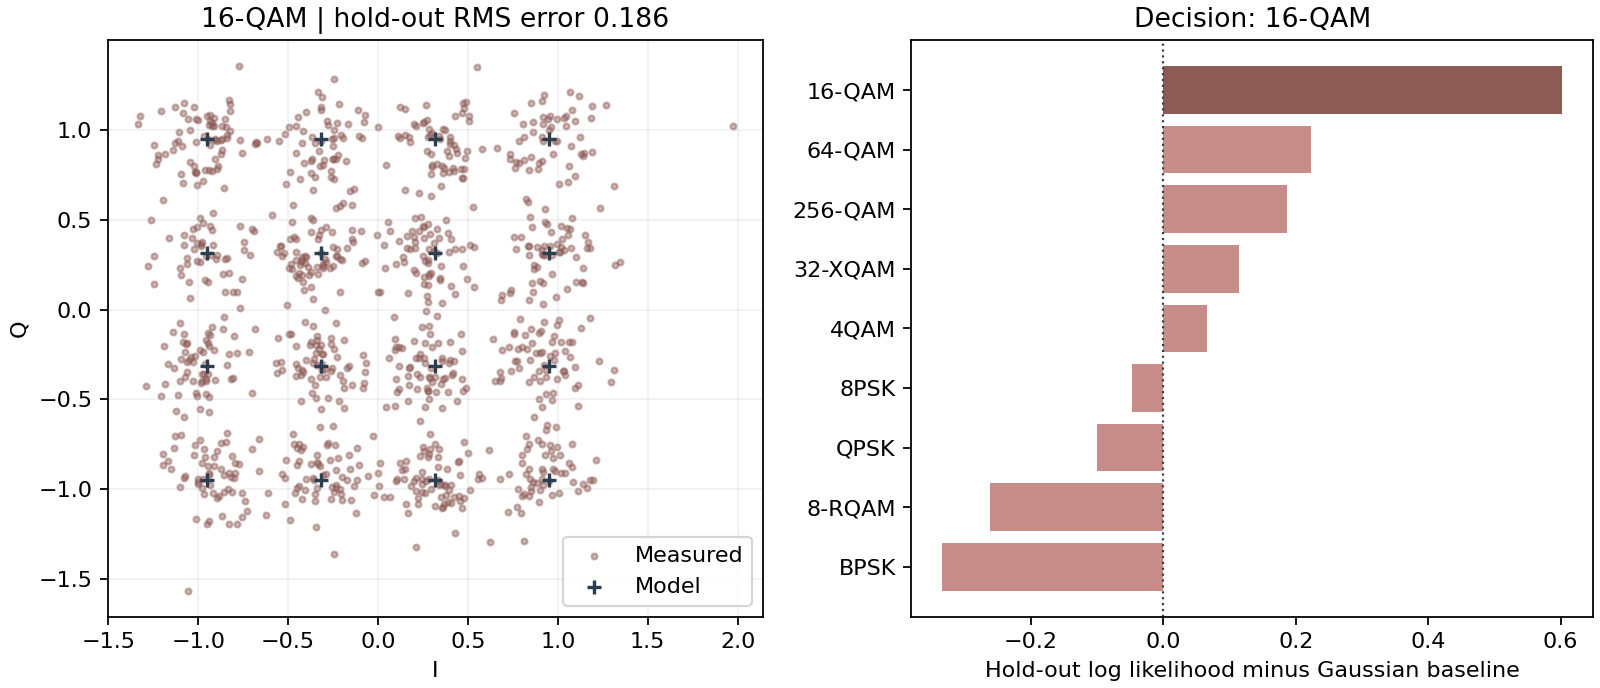 16-QAM | hold-out RMS error 0.186
1.0
0.5
0.0
−0.5
−1.0
−1.5
Q
−1.5
−1.0
−0.5
0.0
0.5
1.0
1.5
2.0
I
Measured
Model
Decision: 16-QAM
16-QAM
64-QAM
256-QAM
32-XQAM
4QAM
8PSK
QPSK
8-RQAM
BPSK
−0.2
0.0
0.2
0.4
0.6
Hold-out log likelihood minus Gaussian baseline